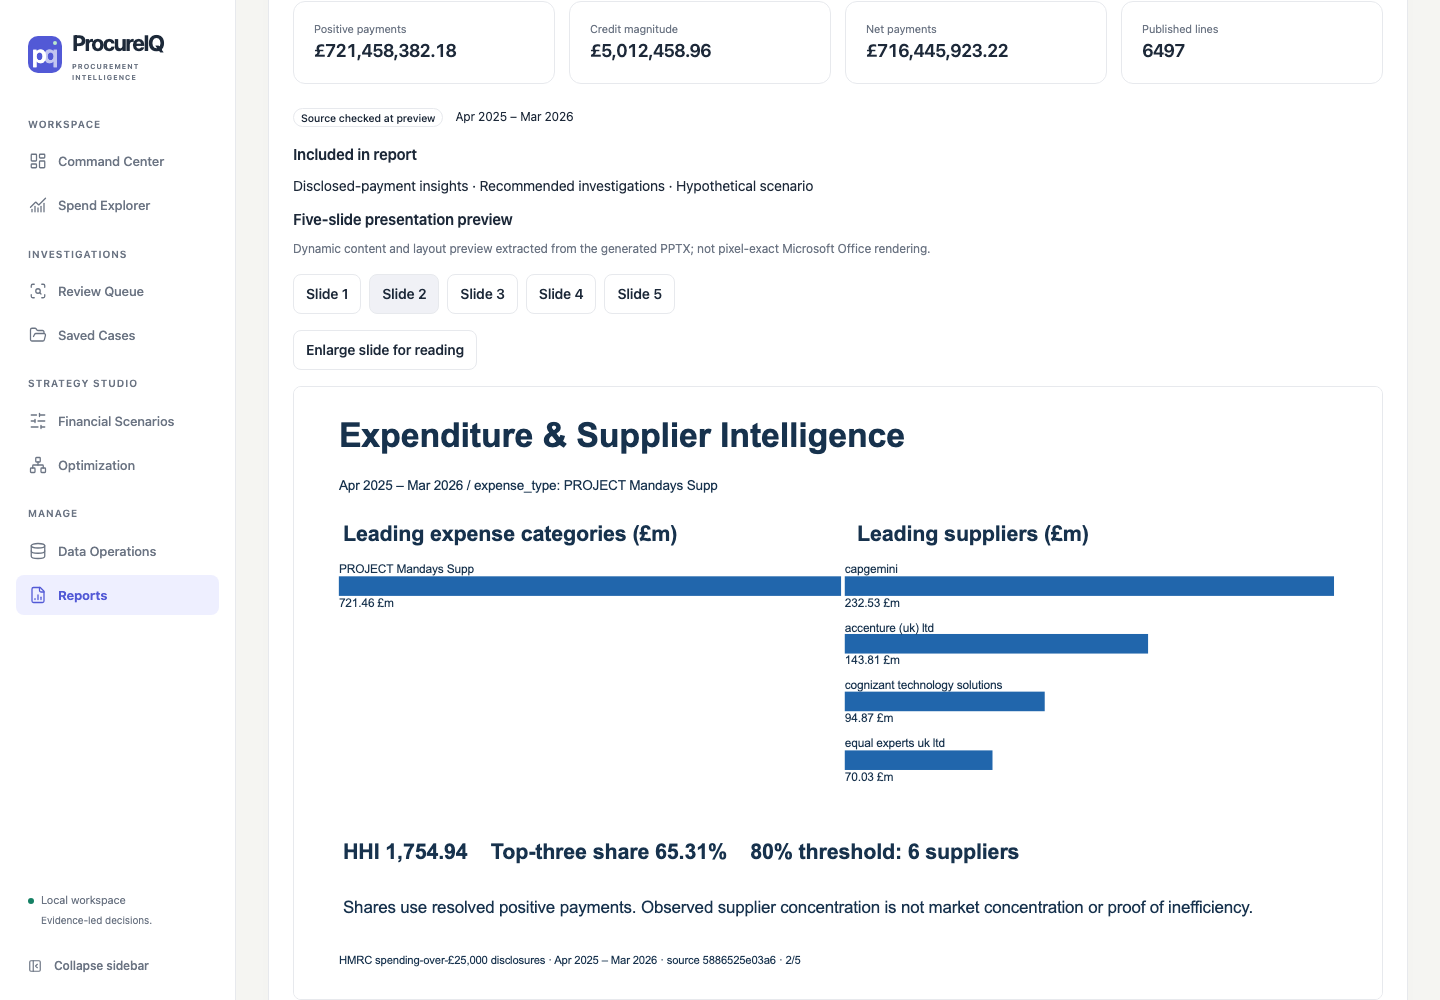 pq
ProcureIQ
PROCUREMENT
INTELLIGENCE
WORKSPACE
Command Center
Spend Explorer
INVESTIGATIONS
Review Queue
Saved Cases
STRATEGY STUDIO
Financial Scenarios
Optimization
MANAGE
Data Operations
Reports
Local workspace
Evidence-led decisions.
Collapse sidebar
Positive payments
£721,458,382.18
Credit magnitude
£5,012,458.96
Net payments
£716,445,923.22
Published lines
6497
Source checked at preview Apr 2025 – Mar 2026
Included in report
Disclosed-payment insights · Recommended investigations · Hypothetical scenario
Five-slide presentation preview
Dynamic content and layout preview extracted from the generated PPTX; not pixel-exact Microsoft Office rendering.
Slide 1 Slide 2 Slide 3 Slide 4 Slide 5
Enlarge slide for reading
Expenditure & Supplier Intelligence
Apr 2025 – Mar 2026 / expense_type: PROJECT Mandays Supp
Leading expense categories (£m)
PROJECT Mandays Supp
721.46 £m
Leading suppliers (£m)
capgemini
232.53 £m
accenture (uk) ltd
143.81 £m
cognizant technology solutions
94.87 £m
equal experts uk ltd
70.03 £m
HHI 1,754.94 Top-three share 65.31% 80% threshold: 6 suppliers
Shares use resolved positive payments. Observed supplier concentration is not market concentration or proof of inefficiency.
HMRC spending-over-£25,000 disclosures · Apr 2025 – Mar 2026 · source 5886525e03a6 · 2/5